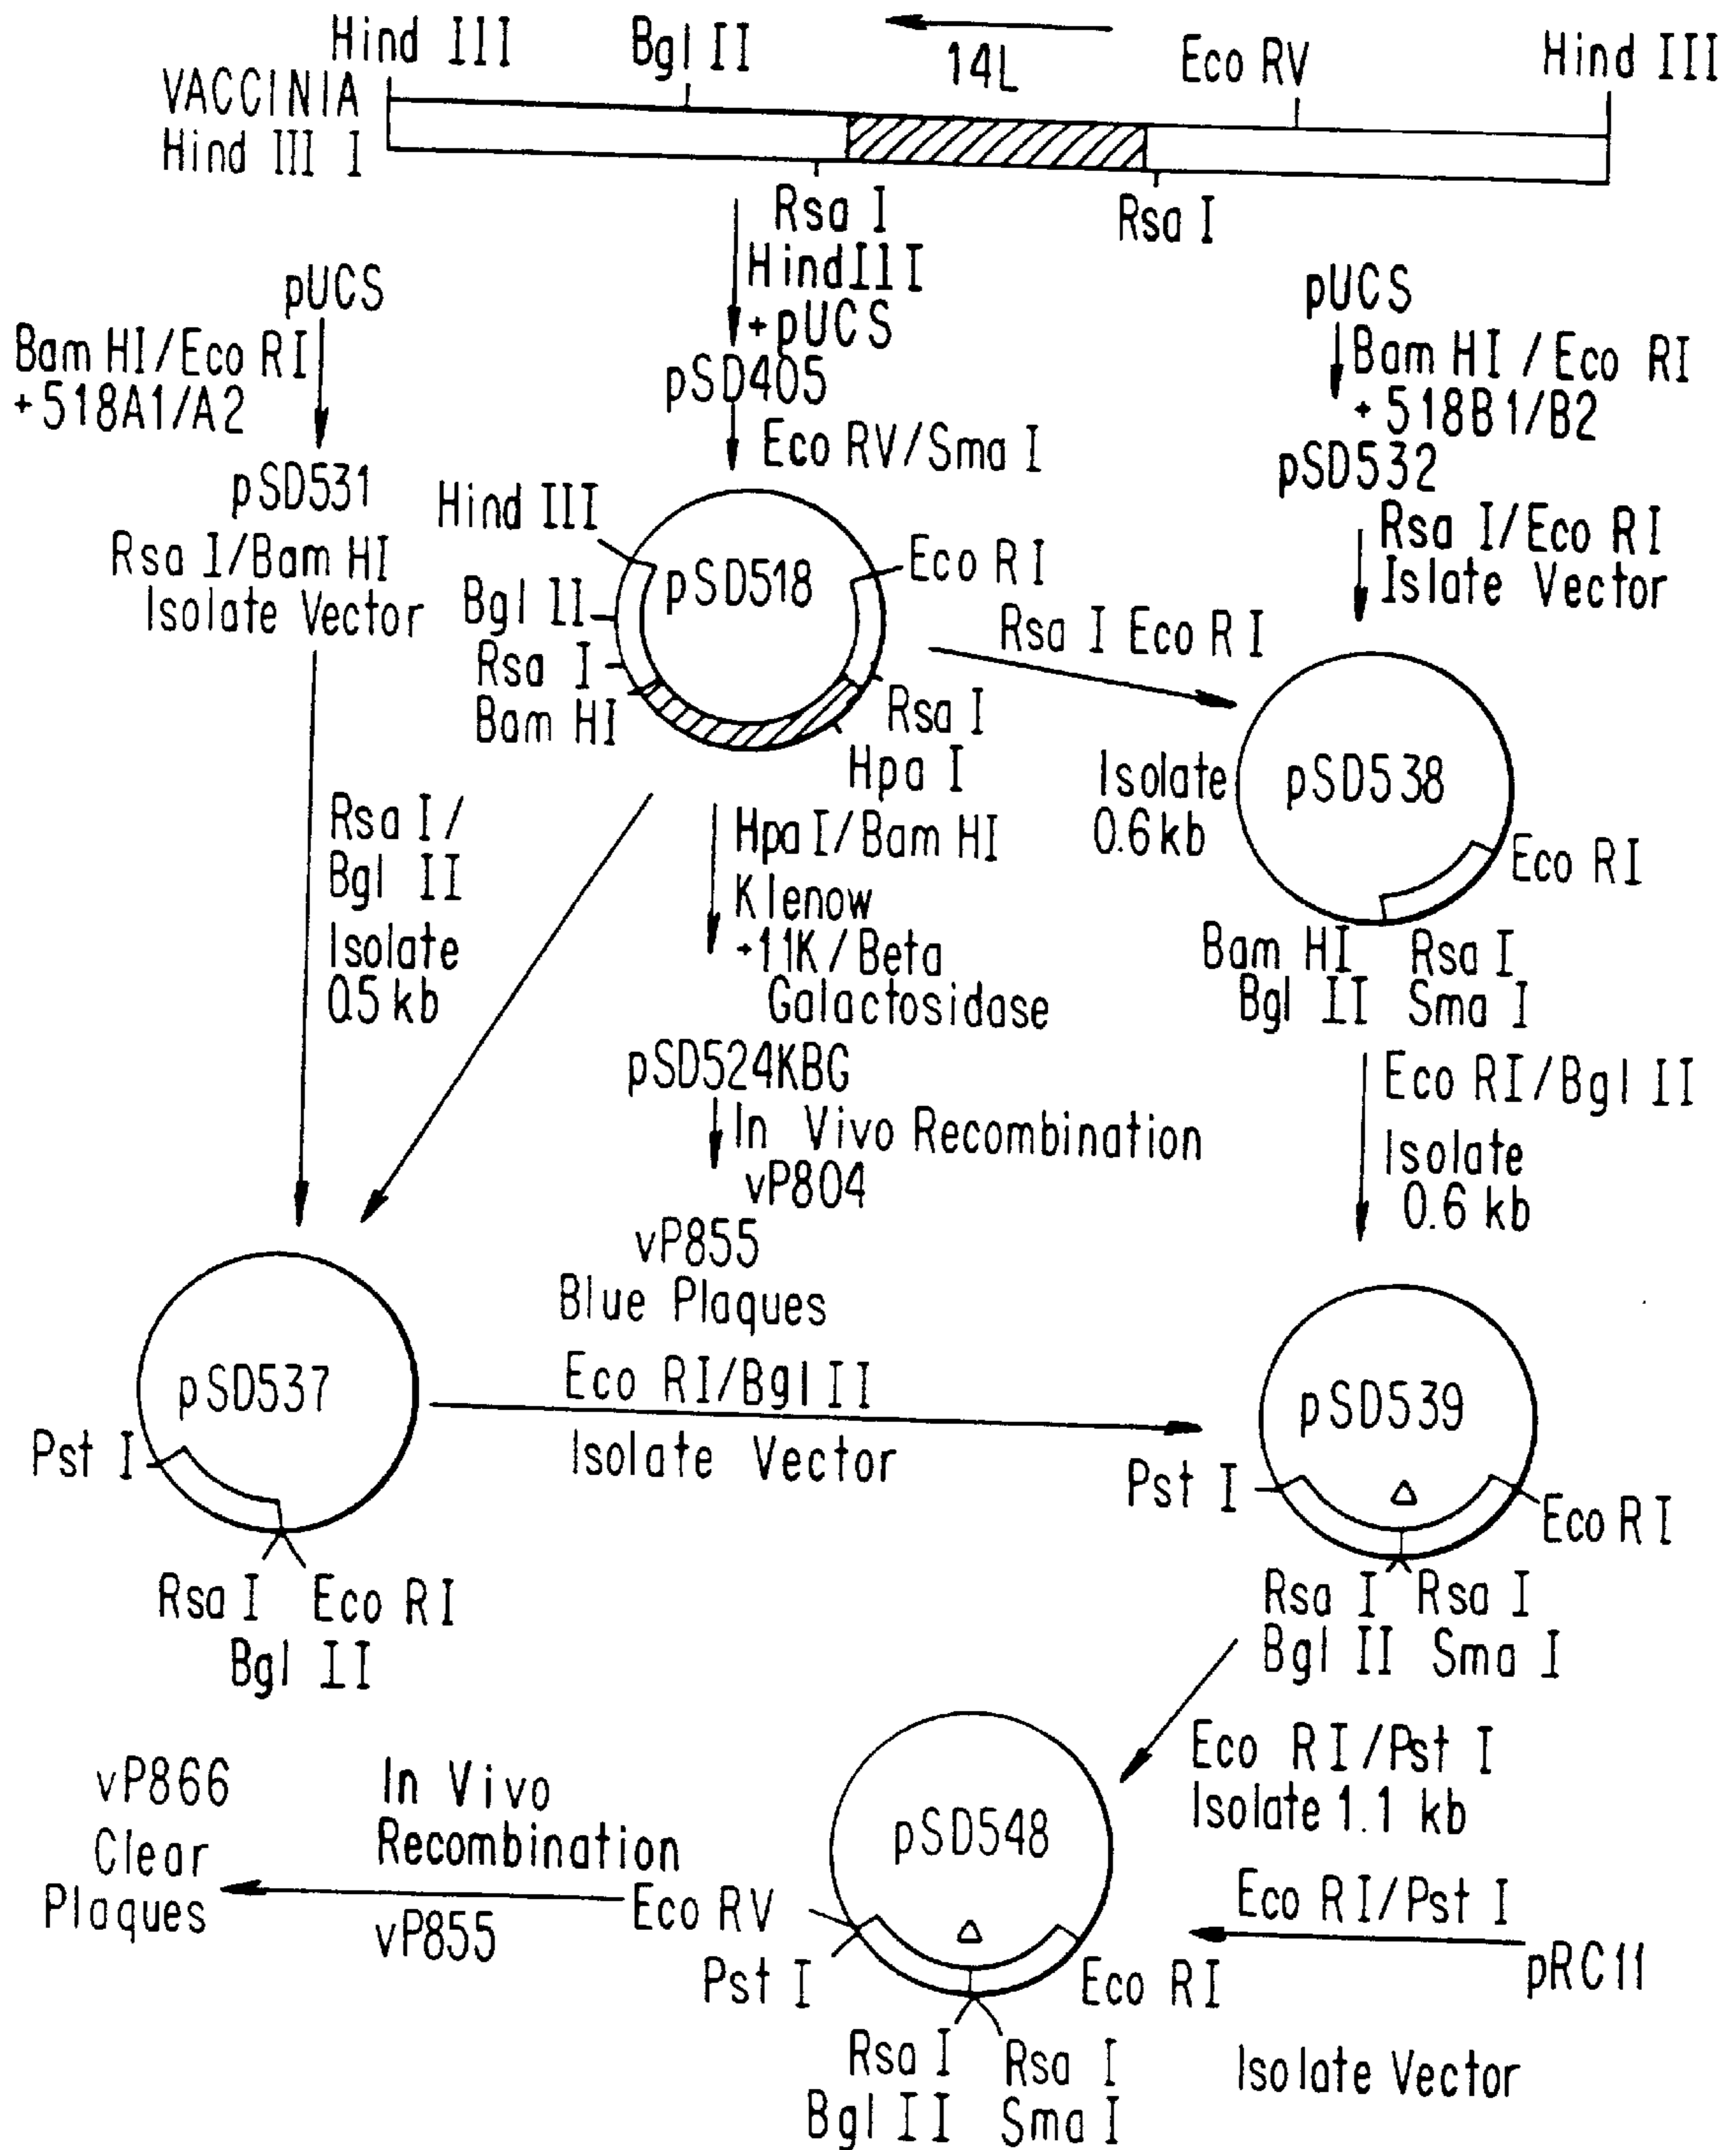 Hind III
Bgl II
14L
Eco RV
Hind III
VACCINIA
Hind III I
Rsa I
Rsa I
pUCS
Bam HI/Eco RI
+518A1/A2
pSD531
Rsa I/Bam HI
Isolate Vector
HindIII
+pUCS
pSD405
Eco RV/Sma I
pUCS
Bam HI / Eco RI
+ 518B1/B2
pSD532
Rsa I/Eco RI
Islate Vector
Hind III
pSD518
Eco RI
Bgl II
Rsa I
Bam HI
Rsa I
Hpa I
Rsa I Eco RI
Isolate
0.6 kb
pSD538
Eco RI
Bam HI
Rsa I
Bgl II
Sma I
Rsa I/
Bgl II
Isolate
0.5 kb
Hpa I/Bam HI
Klenow
+11K/Beta
Galactosidase
pSD524KBG
In Vivo Recombination
vP804
vP855
Blue Plaques
Eco RI/Bgl II
Isolate
0.6 kb
pSD537
Pst I
Rsa I
Eco RI
Bgl II
Eco RI/Bgl II
Isolate Vector
pSD539
Pst I
Δ
Eco RI
Rsa I
Rsa I
Bgl II
Sma I
Eco RI/Pst I
Isolate 1.1 kb
pSD548
Eco RV
Pst I
Δ
Eco RI
Rsa I
Rsa I
Bgl II
Sma I
Eco RI/Pst I
pRC11
Isolate Vector
In Vivo
Recombination
vP855
vP866
Clear
Plaques